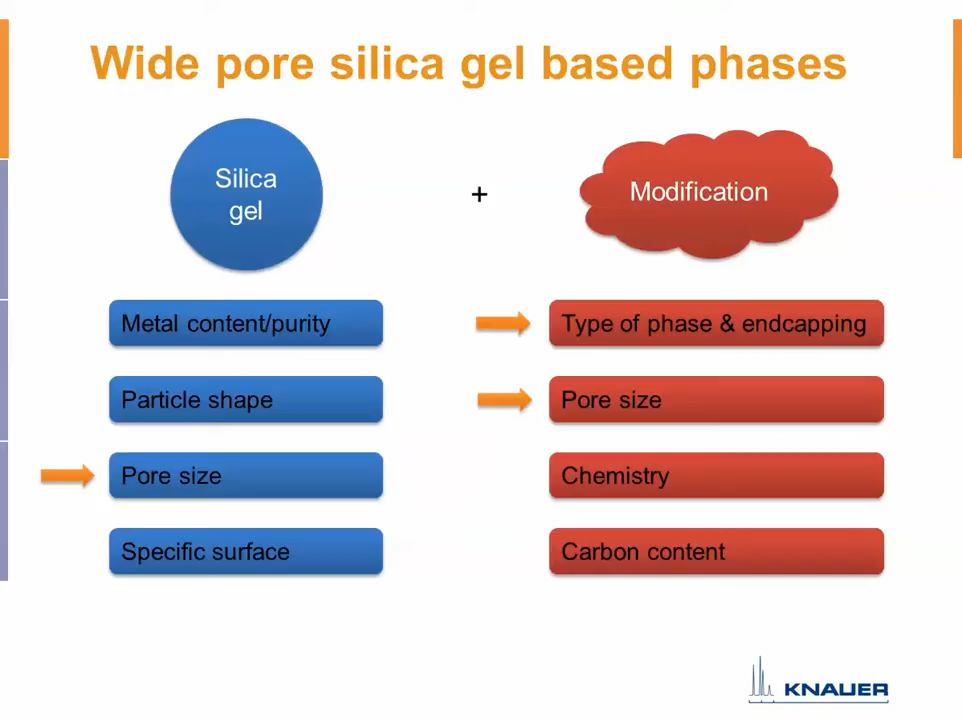 Wide pore silica gel based phases
Silica
gel
+
Modification
Metal content/purity
Type of phase & endcapping
Particle shape
Pore size
Pore size
Chemistry
Specific surface
Carbon content
KNAUER